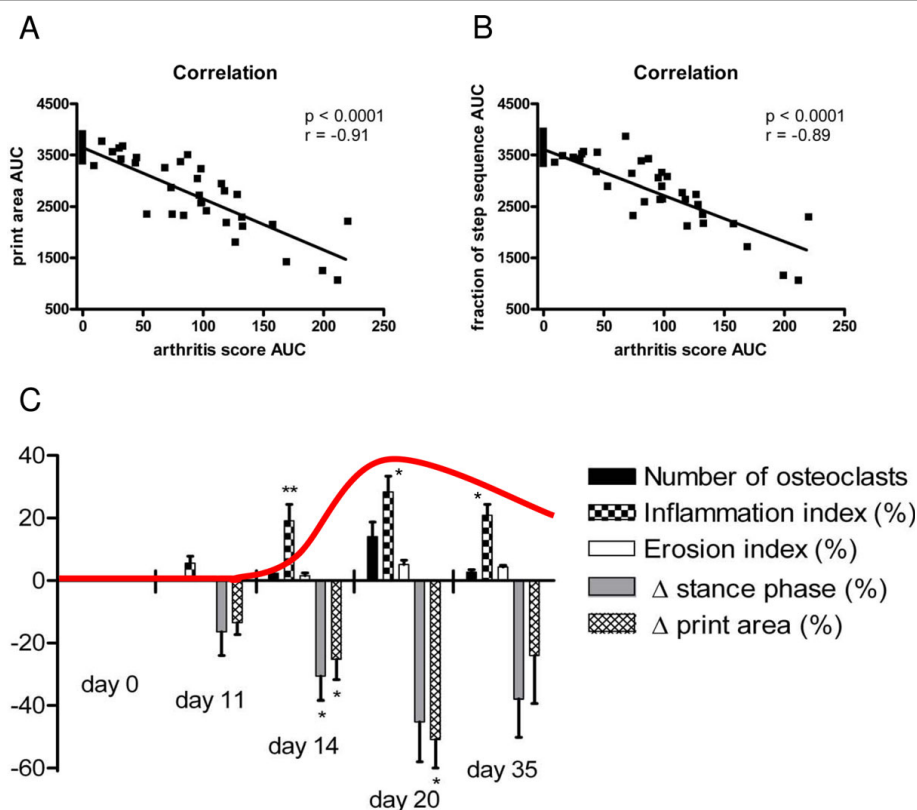 A
Correlation
p < 0.0001
r = -0.91
print area AUC
4500
3500
2500
1500
500
0
50
100
150
200
250
arthritis score AUC
B
Correlation
p < 0.0001
r = -0.89
fraction of step sequence AUC
4500
3500
2500
1500
500
0
50
100
150
200
250
arthritis score AUC
C
40
20
0
-20
-40
-60
**
*
*
*
*
*
day 0
day 11
day 14
day 20
day 35
Number of osteoclasts
Inflammation index (%)
Erosion index (%)
Δ stance phase (%)
Δ print area (%)